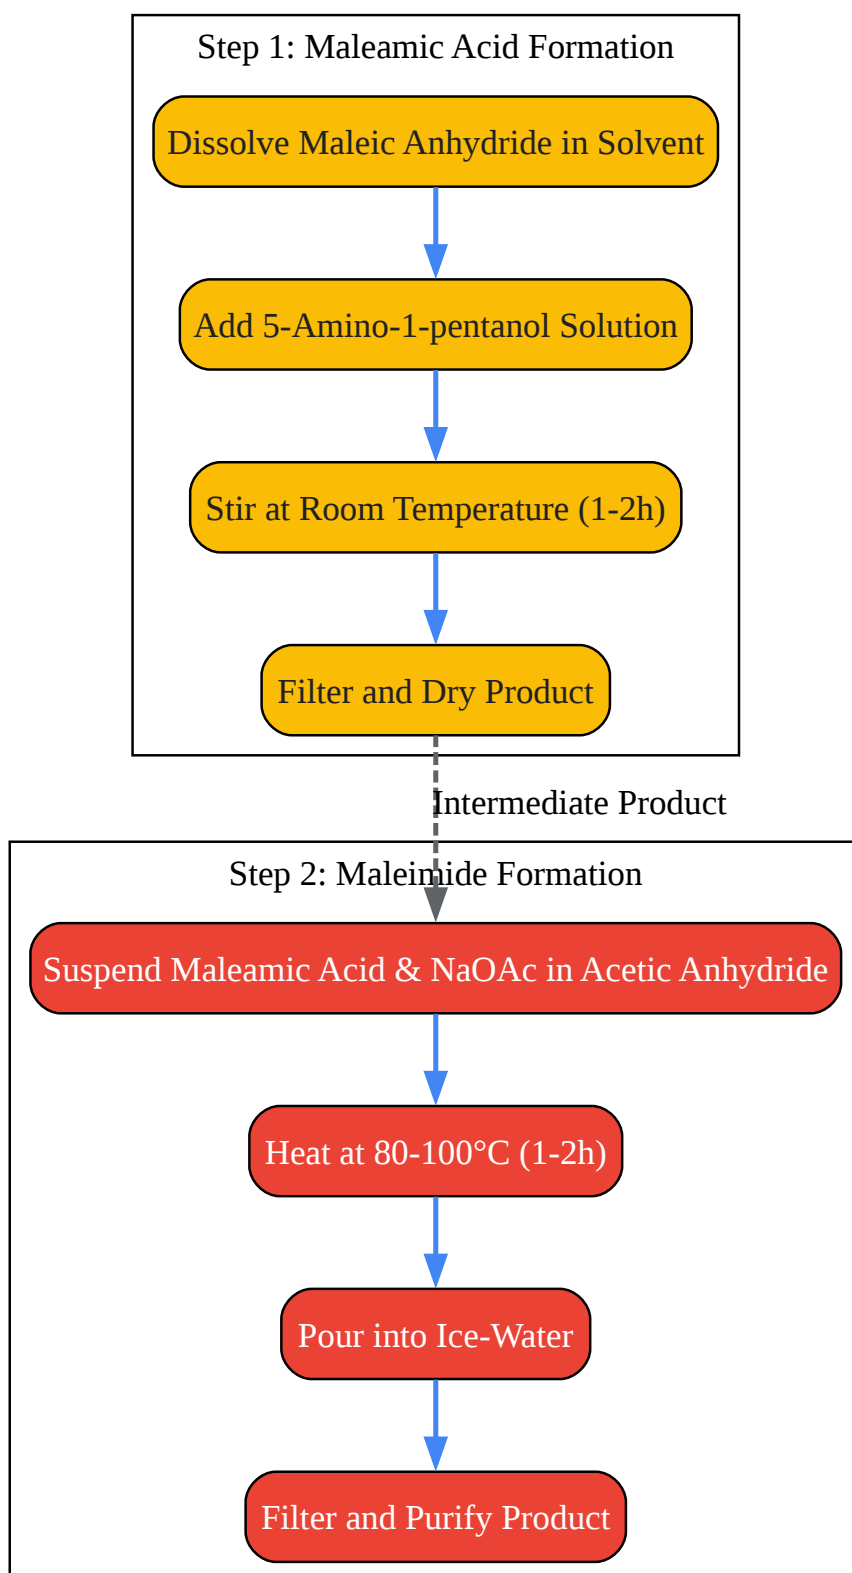 Step 1: Maleamic Acid Formation
Dissolve Maleic Anhydride in Solvent
Add 5-Amino-1-pentanol Solution
Stir at Room Temperature (1-2h)
Filter and Dry Product
Intermediate Product
Step 2: Maleimide Formation
Suspend Maleamic Acid & NaOAc in Acetic Anhydride
Heat at 80-100°C (1-2h)
Pour into Ice-Water
Filter and Purify Product